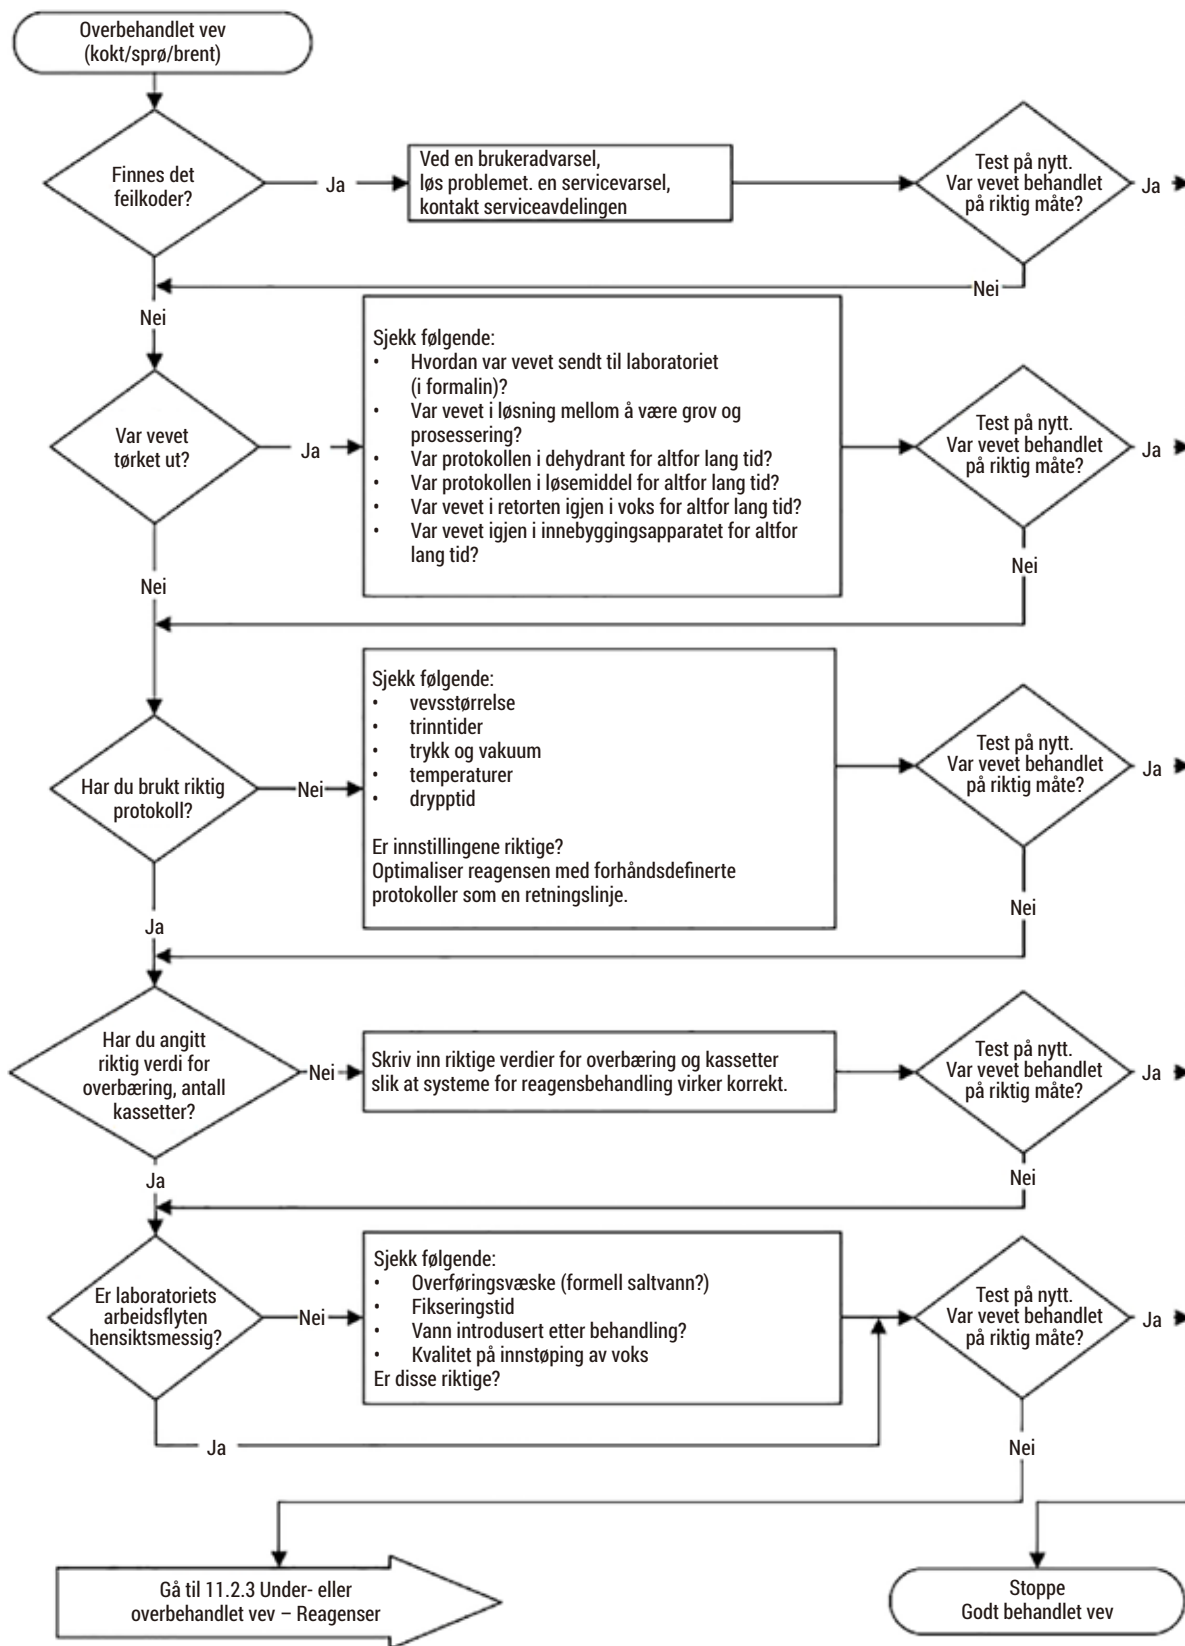 Overbehandlet vev
(kokt/sprø/brent)
Finnes det
feilkoder?
Ja
Ved en brukeradvarsel,
løs problemet. en servicevarsel,
kontakt serviceavdelingen
Test på nytt.
Var vevet behandlet
på riktig måte?
Ja
Nei
Nei
Var vevet
tørket ut?
Ja
Sjekk følgende:
• Hvordan var vevet sendt til laboratoriet
(i formalin)?
• Var vevet i løsning mellom å være grov og
prosessering?
• Var protokollen i dehydrant for altfor lang tid?
• Var protokollen i løsemiddel for altfor lang tid?
• Var vevet i retorten igjen i voks for altfor lang tid?
• Var vevet igjen i innebyggingsapparatet for altfor
lang tid?
Test på nytt.
Var vevet behandlet
på riktig måte?
Ja
Nei
Nei
Har du brukt riktig
protokoll?
Nei
Sjekk følgende:
• vevsstørrelse
• trinntider
• trykk og vakuum
• temperaturer
• drypptid
Er innstillingene riktige?
Optimaliser reagensen med forhåndsdefinerte
protokoller som en retningslinje.
Test på nytt.
Var vevet behandlet
på riktig måte?
Ja
Nei
Ja
Har du angitt
riktig verdi for
overbæring, antall
kassetter?
Nei
Skriv inn riktige verdier for overbæring og kassetter
slik at systeme for reagensbehandling virker korrekt.
Test på nytt.
Var vevet behandlet
på riktig måte?
Ja
Nei
Ja
Er laboratoriets
arbeidsflyten
hensiktsmessig?
Nei
Sjekk følgende:
• Overføringsvæske (formell saltvann?)
• Fikseringstid
• Vann introdusert etter behandling?
• Kvalitet på innstøping av voks
Er disse riktige?
Test på nytt.
Var vevet behandlet
på riktig måte?
Ja
Ja
Nei
Gå til 11.2.3 Under- eller
overbehandlet vev – Reagenser
Stoppe
Godt behandlet vev